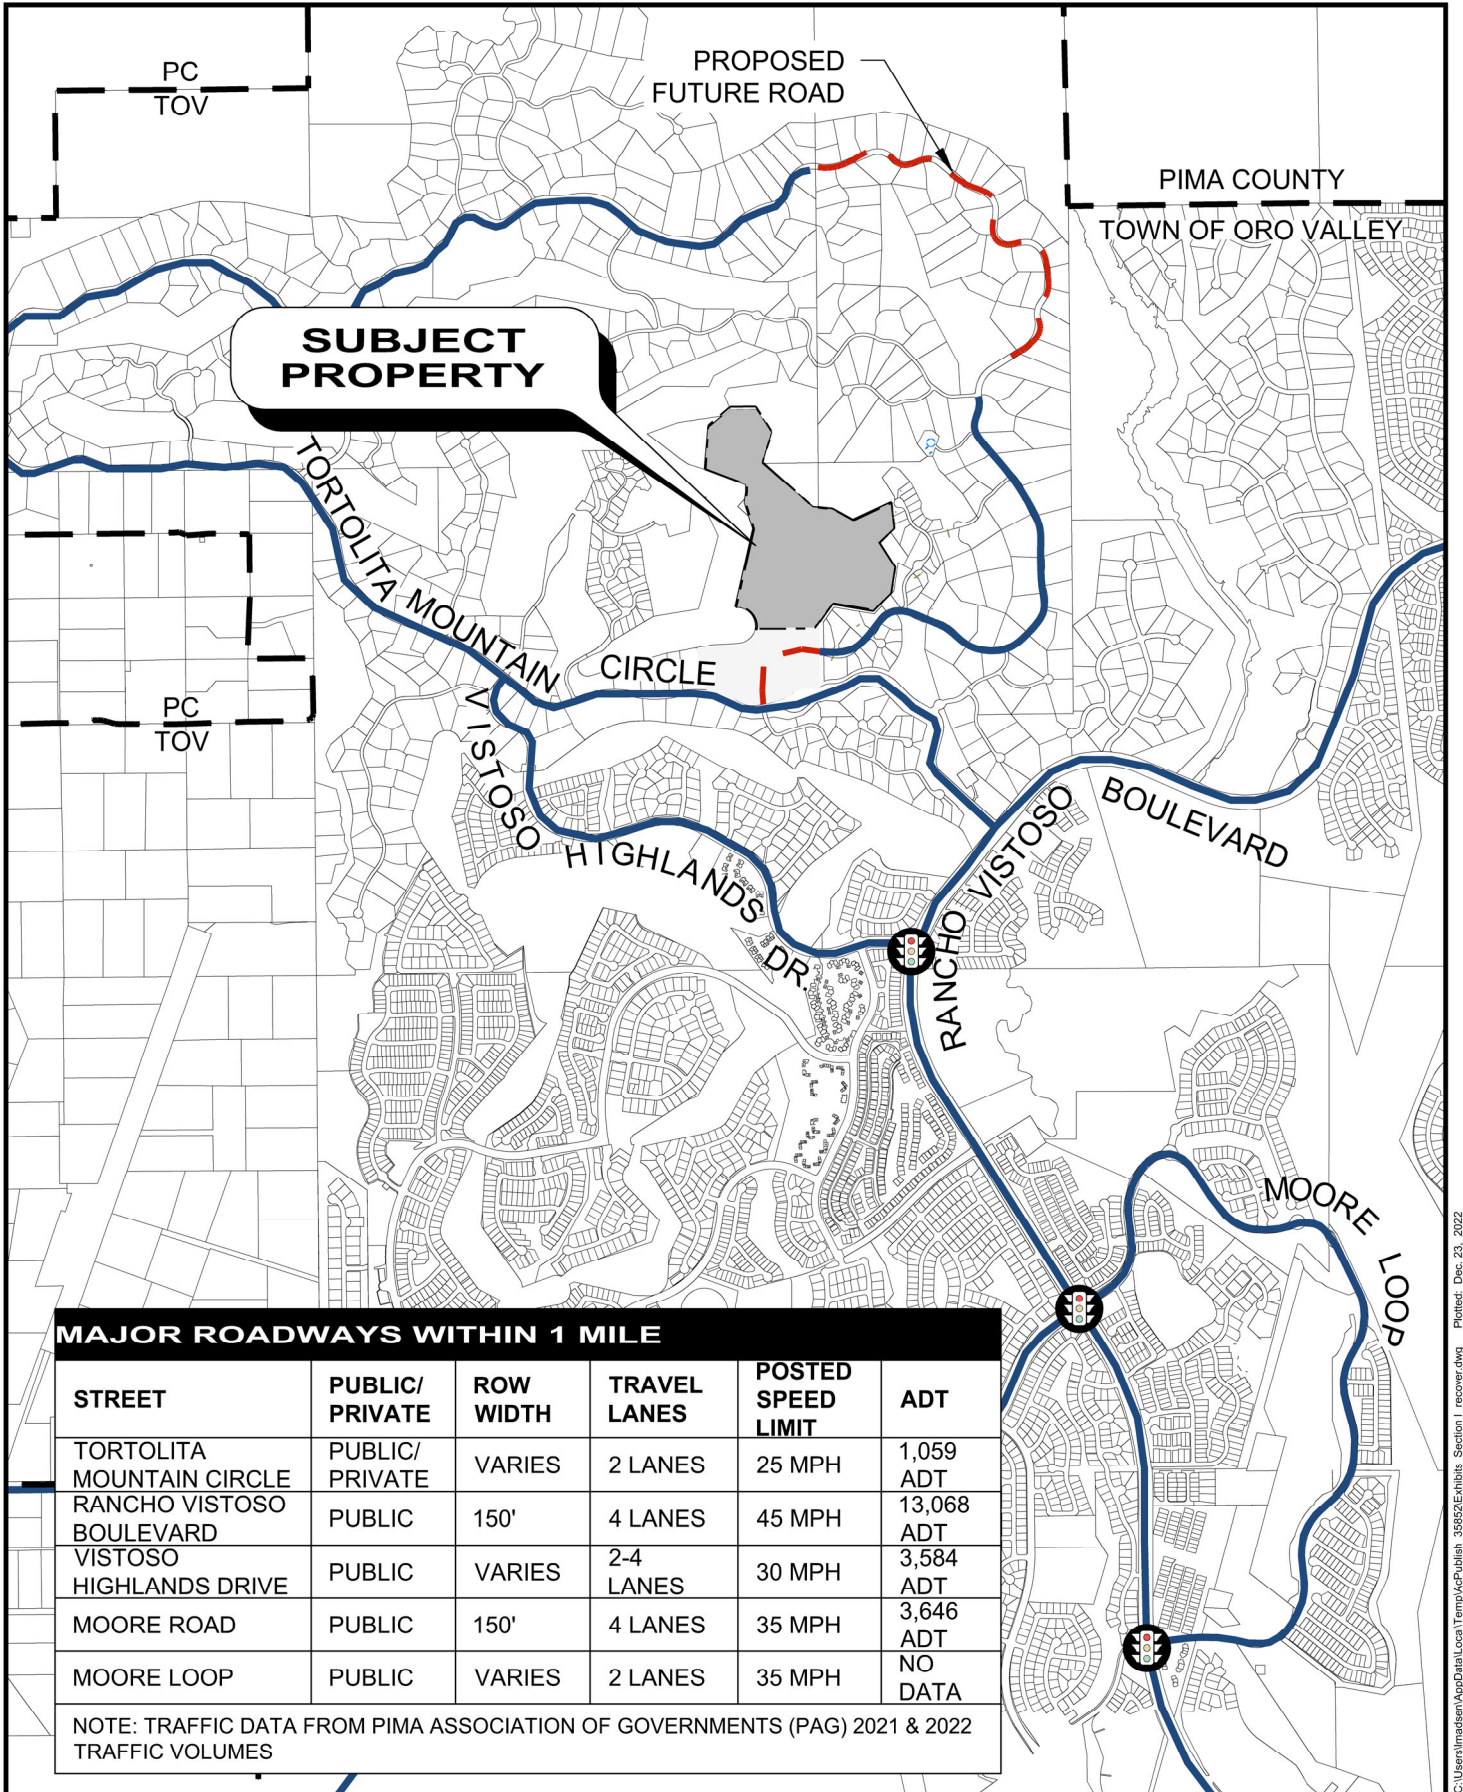 PROPOSED
FUTURE ROAD
PC
TOV
PIMA COUNTY
TOWN OF ORO VALLEY
SUBJECT
PROPERTY
TORTOLITA MOUNTAIN CIRCLE
PC
TOV
VISTOSO HIGHLANDS DR.
RANCHO VISTOSO BOULEVARD
MOORE LOOP
MAJOR ROADWAYS WITHIN 1 MILE
STREET PUBLIC/ PRIVATE ROW WIDTH TRAVEL LANES POSTED SPEED LIMIT ADT
TORTOLITA MOUNTAIN CIRCLE PUBLIC/ PRIVATE VARIES 2 LANES 25 MPH 1,059 ADT
RANCHO VISTOSO BOULEVARD PUBLIC 150' 4 LANES 45 MPH 13,068 ADT
VISTOSO HIGHLANDS DRIVE PUBLIC VARIES 2-4 LANES 30 MPH 3,584 ADT
MOORE ROAD PUBLIC 150' 4 LANES 35 MPH 3,646 ADT
MOORE LOOP PUBLIC VARIES 2 LANES 35 MPH NO DATA
NOTE: TRAFFIC DATA FROM PIMA ASSOCIATION OF GOVERNMENTS (PAG) 2021 & 2022
TRAFFIC VOLUMES
C:\Users\lmadsen\AppData\Local\Temp\AcPublish_35852\Exhibits_Section I_recover.dwg Plotted: Dec. 23, 2022